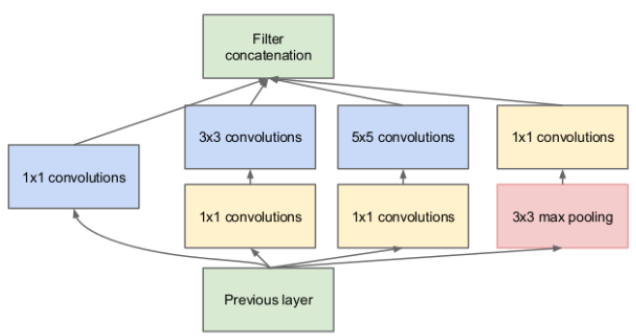 Filter
concatenation
3x3 convolutions
5x5 convolutions
1x1 convolutions
1x1 convolutions
1x1 convolutions
1x1 convolutions
3x3 max pooling
Previous layer